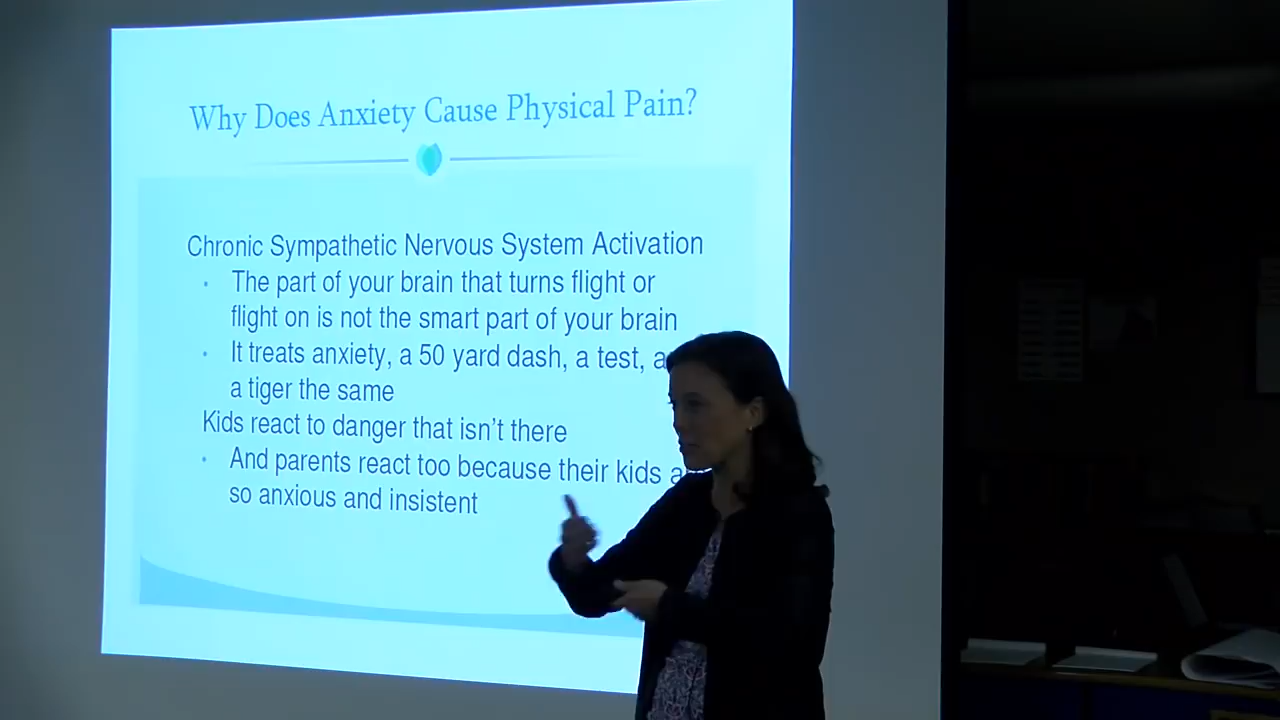 Why Does Anxiety Cause Physical Pain?
Chronic Sympathetic Nervous System Activation
· The part of your brain that turns flight or
flight on is not the smart part of your brain
· It treats anxiety, a 50 yard dash, a test,
a tiger the same
Kids react to danger that isn't there
· And parents react too because their kids
so anxious and insistent